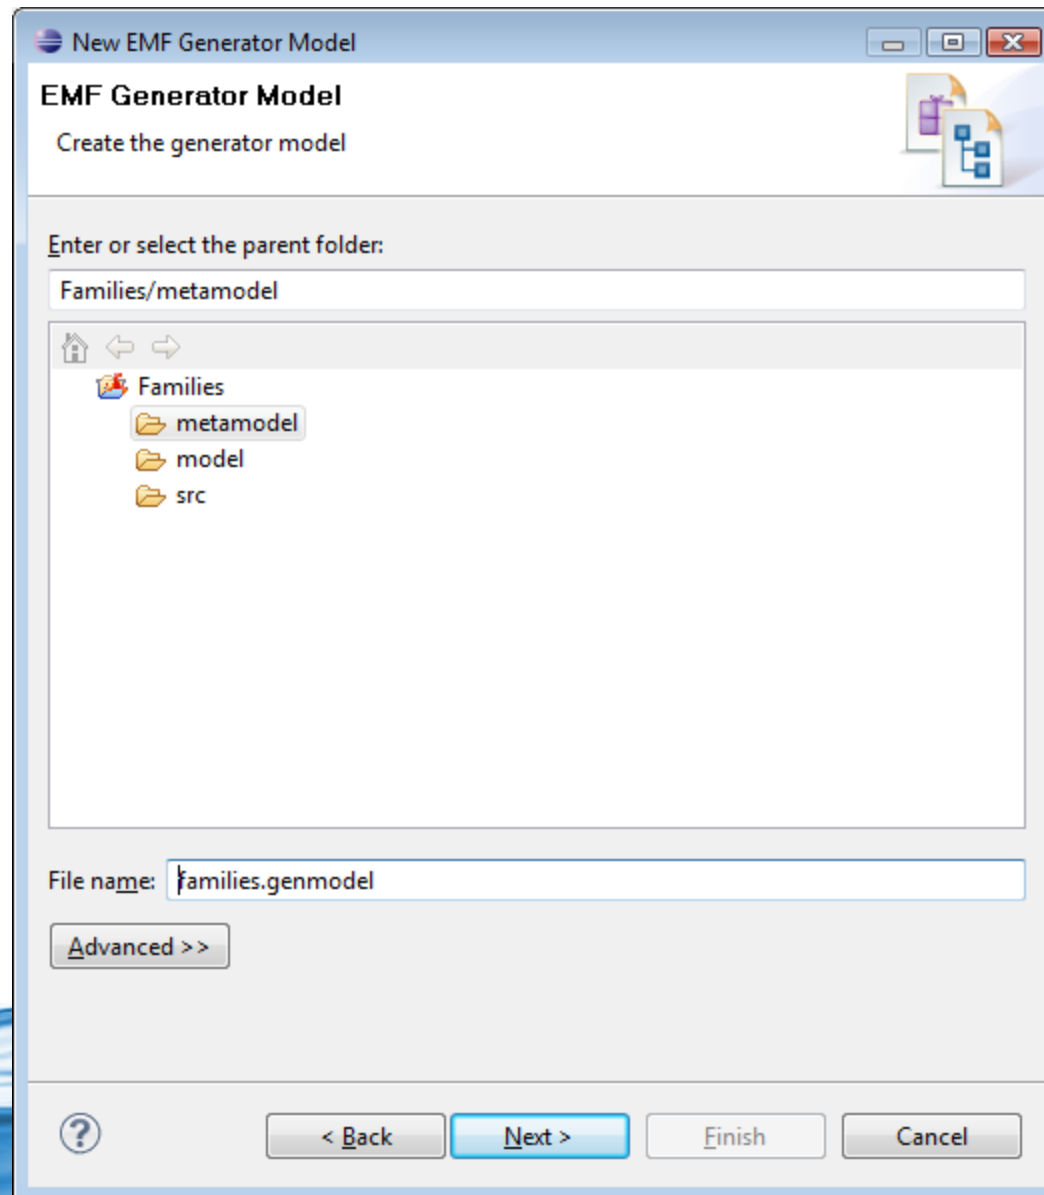 New EMF Generator Model
EMF Generator Model
Create the generator model
Enter or select the parent folder:
Families/metamodel
Families
metamodel
model
src
File name: families.genmodel
Advanced >>
< Back Next > Finish Cancel